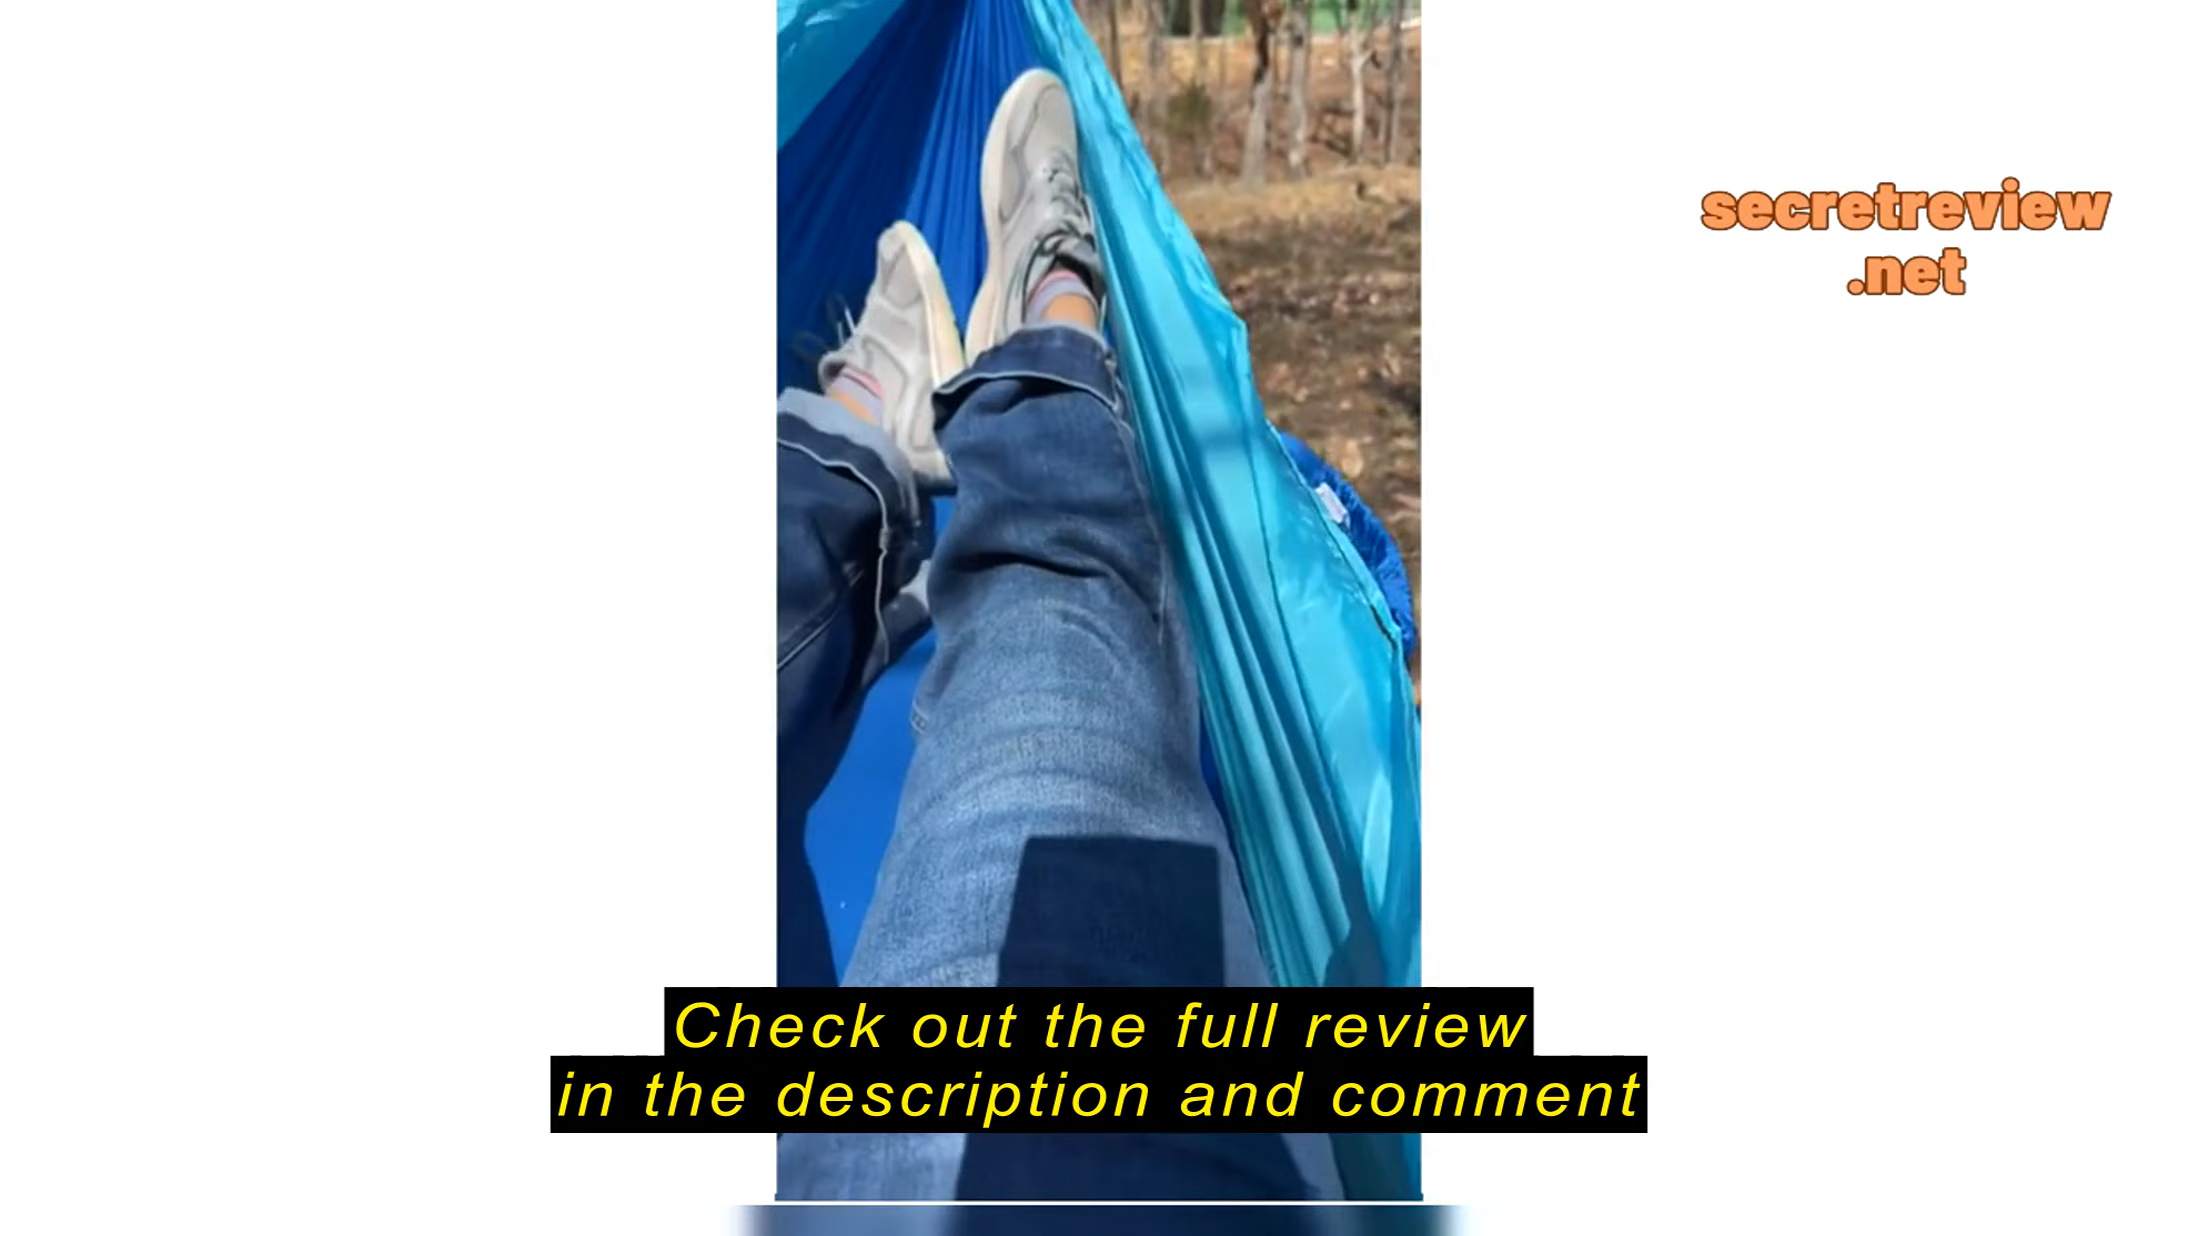 secretreview
.net
Check out the full review
in the description and comment